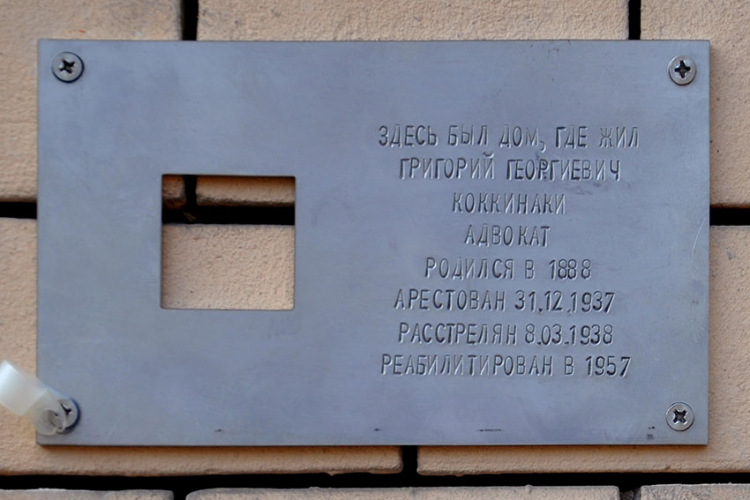 ЗДЕСЬ БЫЛ ДОМ, ГДЕ ЖИЛ
ГРИГОРИЙ ГЕОРГИЕВИЧ
КОККИНАКИ
АДВОКАТ
РОДИЛСЯ В 1888
АРЕСТОВАН 31.12.1937
РАССТРЕЛЯН 8.03.1938
РЕАБИЛИТИРОВАН В 1957